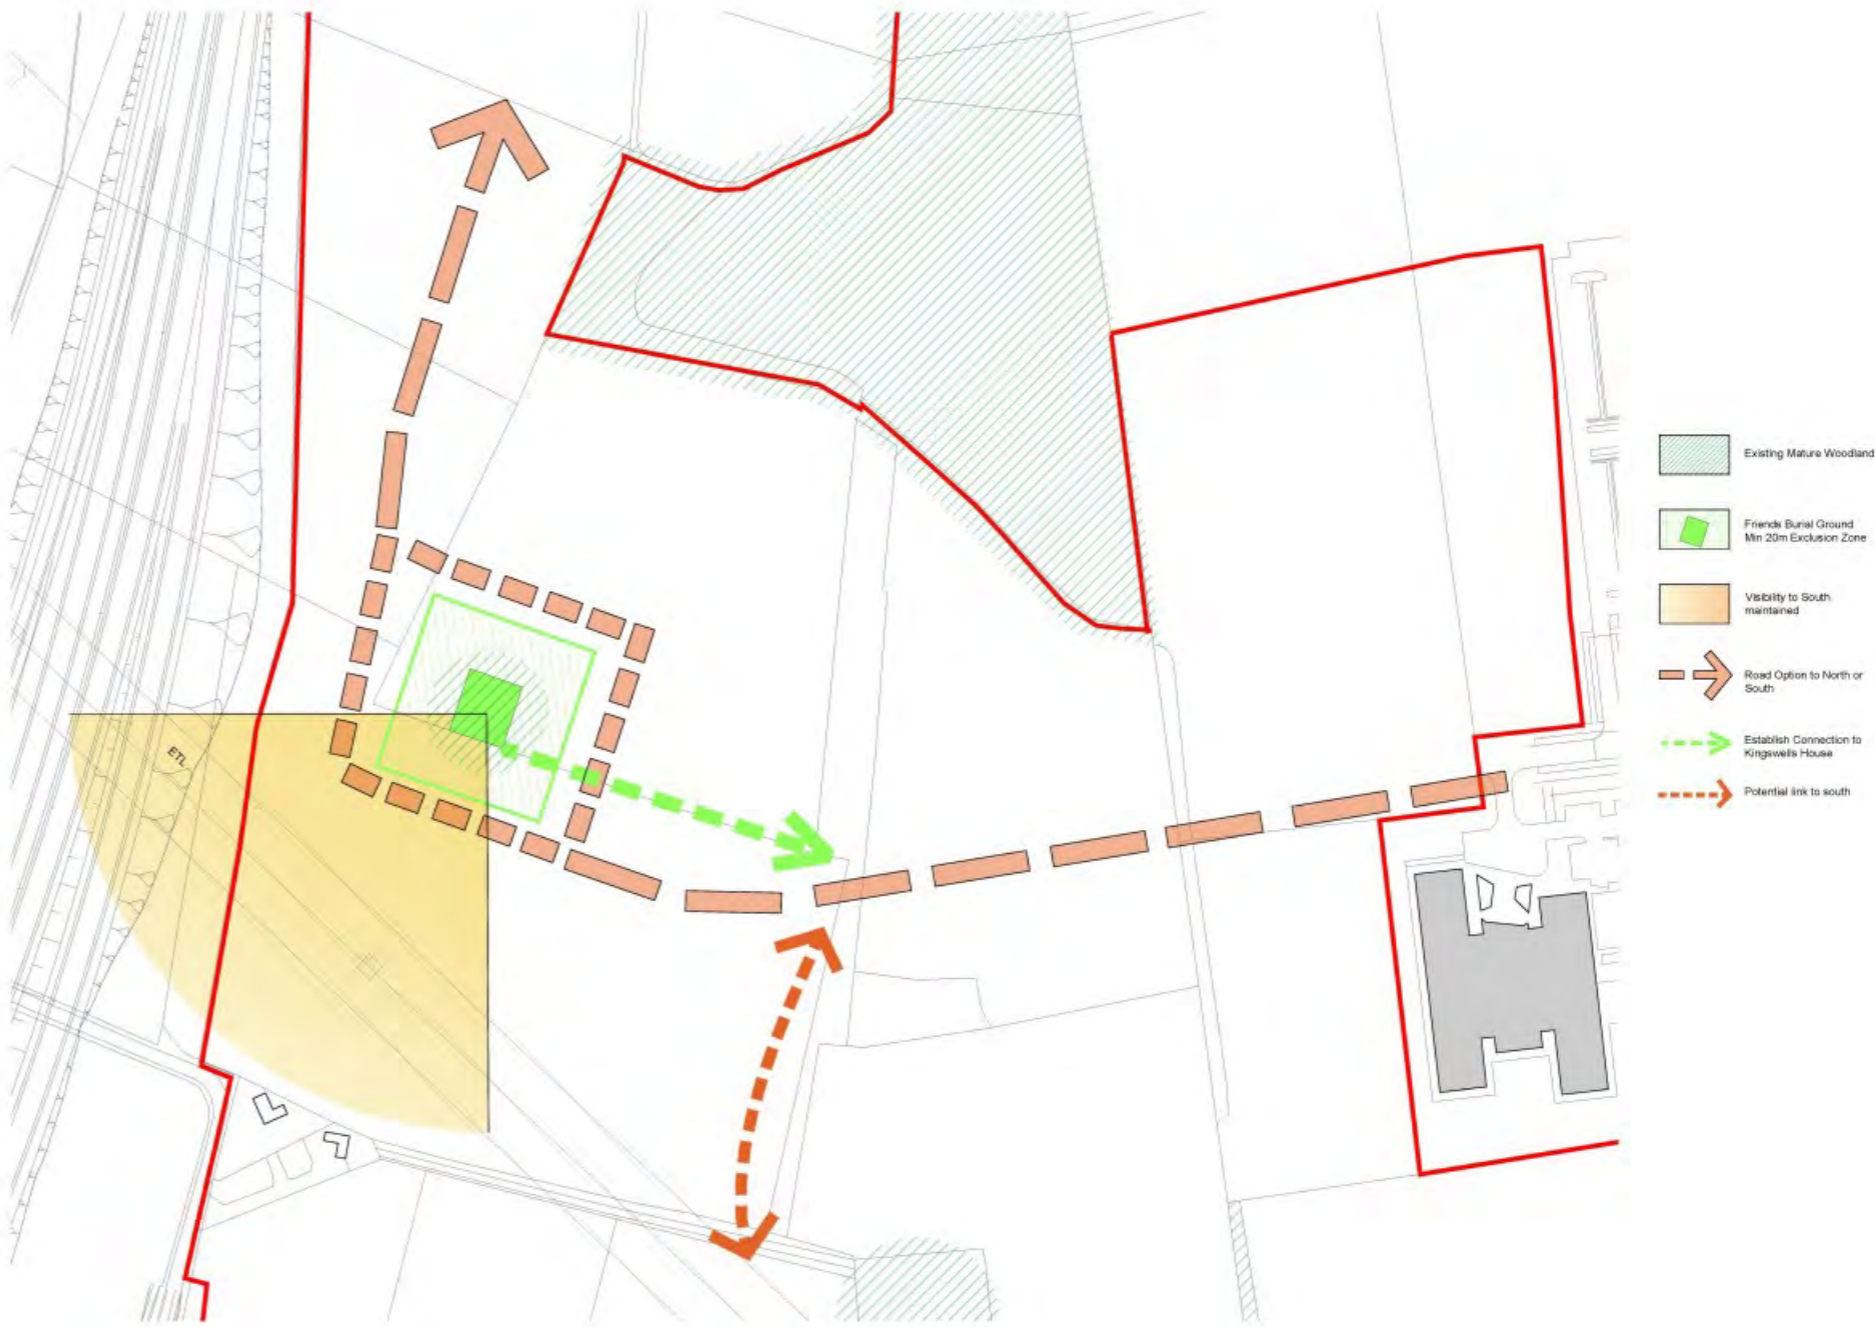 ETL
Existing Mature Woodland
Friends Burial Ground
Min 20m Exclusion Zone
Visibility to South
maintained
Road Option to North or
South
Establish Connection to
Kingswells House
Potential link to south